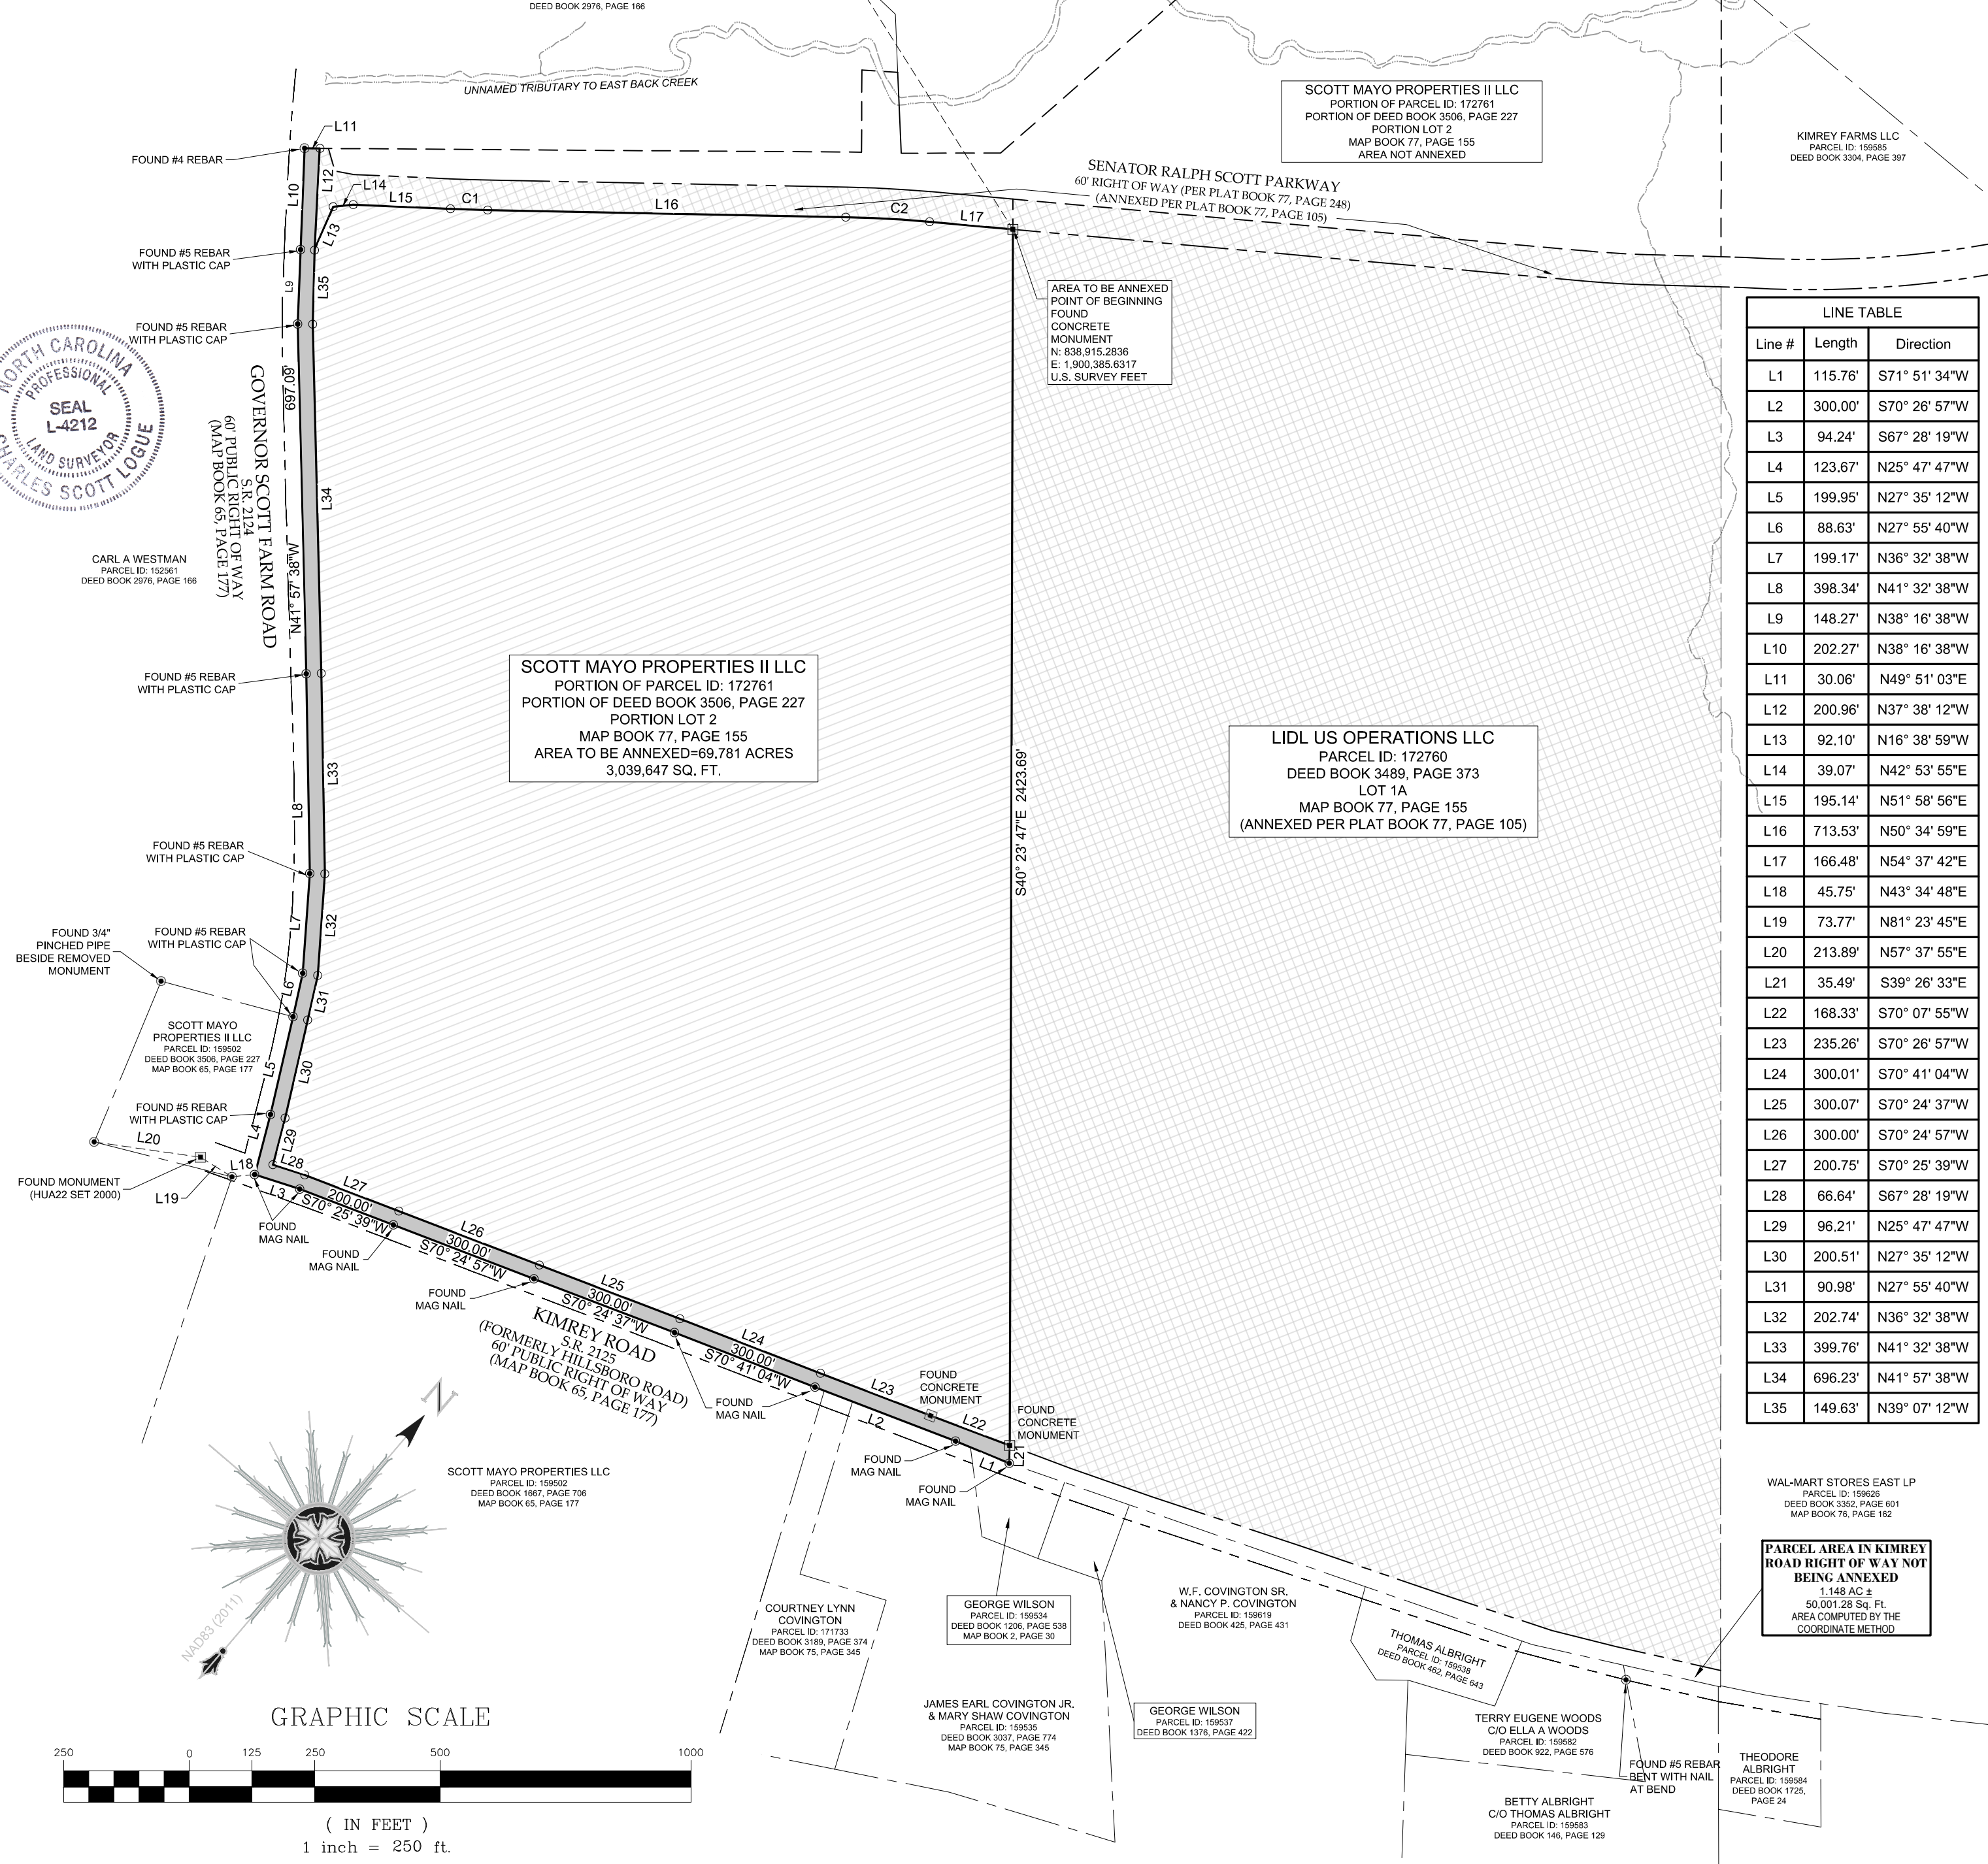 DEED BOOK 2976, PAGE 166
UNNAMED TRIBUTARY TO EAST BACK CREEK
SCOTT MAYO PROPERTIES II LLC
PORTION OF PARCEL ID: 172761
PORTION OF DEED BOOK 3506, PAGE 227
PORTION LOT 2
MAP BOOK 77, PAGE 155
AREA NOT ANNEXED
KIMREY FARMS LLC
PARCEL ID: 159585
DEED BOOK 3304, PAGE 397
SENATOR RALPH SCOTT PARKWAY
60' RIGHT OF WAY (PER PLAT BOOK 77, PAGE 248)
(ANNEXED PER PLAT BOOK 77, PAGE 105)
L11
FOUND #4 REBAR
L10
L12
L14
L15
C1
L16
C2
L17
L13
FOUND #5 REBAR
WITH PLASTIC CAP
L9
L35
FOUND #5 REBAR
WITH PLASTIC CAP
AREA TO BE ANNEXED
POINT OF BEGINNING
FOUND
CONCRETE
MONUMENT
N: 838,915.2836
E: 1,900,385.6317
U.S. SURVEY FEET
NORTH CAROLINA
PROFESSIONAL
SEAL
L-4212
LAND SURVEYOR
CHARLES SCOTT LOGUE
GOVERNOR SCOTT FARM ROAD
S.R. 2124
60' PUBLIC RIGHT OF WAY
(MAP BOOK 65, PAGE 177)
697.09'
N41° 57' 38"W
L34
CARL A WESTMAN
PARCEL ID: 152561
DEED BOOK 2976, PAGE 166
FOUND #5 REBAR
WITH PLASTIC CAP
SCOTT MAYO PROPERTIES II LLC
PORTION OF PARCEL ID: 172761
PORTION OF DEED BOOK 3506, PAGE 227
PORTION LOT 2
MAP BOOK 77, PAGE 155
AREA TO BE ANNEXED=69.781 ACRES
3,039,647 SQ. FT.
S40° 23' 47"E 2423.69'
LIDL US OPERATIONS LLC
PARCEL ID: 172760
DEED BOOK 3489, PAGE 373
LOT 1A
MAP BOOK 77, PAGE 155
(ANNEXED PER PLAT BOOK 77, PAGE 105)
L8
L33
FOUND #5 REBAR
WITH PLASTIC CAP
L7
L32
FOUND 3/4"
PINCHED PIPE
BESIDE REMOVED
MONUMENT
FOUND #5 REBAR
WITH PLASTIC CAP
L6
L31
SCOTT MAYO
PROPERTIES II LLC
PARCEL ID: 159502
DEED BOOK 3506, PAGE 227
MAP BOOK 65, PAGE 177
L5
L30
FOUND #5 REBAR
WITH PLASTIC CAP
L4
L29
L20
L18
L28
FOUND MONUMENT
(HUA22 SET 2000)
L19
L3
L27
200.00'
S70° 25' 39"W
FOUND
MAG NAIL
L26
300.00'
S70° 24' 57"W
FOUND
MAG NAIL
L25
300.00'
S70° 24' 37"W
FOUND
MAG NAIL
L24
300.00'
S70° 41' 04"W
FOUND
MAG NAIL
KIMREY ROAD
S.R. 2125
(FORMERLY HILLSBORO ROAD)
60' PUBLIC RIGHT OF WAY
(MAP BOOK 65, PAGE 177)
L23
L2
FOUND
CONCRETE
MONUMENT
L22
FOUND
CONCRETE
MONUMENT
L21
L1
FOUND
MAG NAIL
FOUND
MAG NAIL
LINE TABLE
Line # Length Direction
L1 115.76' S71° 51' 34"W
L2 300.00' S70° 26' 57"W
L3 94.24' S67° 28' 19"W
L4 123.67' N25° 47' 47"W
L5 199.95' N27° 35' 12"W
L6 88.63' N27° 55' 40"W
L7 199.17' N36° 32' 38"W
L8 398.34' N41° 32' 38"W
L9 148.27' N38° 16' 38"W
L10 202.27' N38° 16' 38"W
L11 30.06' N49° 51' 03"E
L12 200.96' N37° 38' 12"W
L13 92.10' N16° 38' 59"W
L14 39.07' N42° 53' 55"E
L15 195.14' N51° 58' 56"E
L16 713.53' N50° 34' 59"E
L17 166.48' N54° 37' 42"E
L18 45.75' N43° 34' 48"E
L19 73.77' N81° 23' 45"E
L20 213.89' N57° 37' 55"E
L21 35.49' S39° 26' 33"E
L22 168.33' S70° 07' 55"W
L23 235.26' S70° 26' 57"W
L24 300.01' S70° 41' 04"W
L25 300.07' S70° 24' 37"W
L26 300.00' S70° 24' 57"W
L27 200.75' S70° 25' 39"W
L28 66.64' S67° 28' 19"W
L29 96.21' N25° 47' 47"W
L30 200.51' N27° 35' 12"W
L31 90.98' N27° 55' 40"W
L32 202.74' N36° 32' 38"W
L33 399.76' N41° 32' 38"W
L34 696.23' N41° 57' 38"W
L35 149.63' N39° 07' 12"W
N
NAD83 (2011)
SCOTT MAYO PROPERTIES LLC
PARCEL ID: 159502
DEED BOOK 1667, PAGE 706
MAP BOOK 65, PAGE 177
WAL-MART STORES EAST LP
PARCEL ID: 159626
DEED BOOK 3352, PAGE 601
MAP BOOK 76, PAGE 162
PARCEL AREA IN KIMREY
ROAD RIGHT OF WAY NOT
BEING ANNEXED
1.148 AC ±
50,001.28 Sq. Ft.
AREA COMPUTED BY THE
COORDINATE METHOD
COURTNEY LYNN
COVINGTON
PARCEL ID: 171733
DEED BOOK 3189, PAGE 374
MAP BOOK 75, PAGE 345
GEORGE WILSON
PARCEL ID: 159534
DEED BOOK 1206, PAGE 538
MAP BOOK 2, PAGE 30
W.F. COVINGTON SR.
& NANCY P. COVINGTON
PARCEL ID: 159619
DEED BOOK 425, PAGE 431
THOMAS ALBRIGHT
PARCEL ID: 159538
DEED BOOK 462, PAGE 643
JAMES EARL COVINGTON JR.
& MARY SHAW COVINGTON
PARCEL ID: 159535
DEED BOOK 3037, PAGE 774
MAP BOOK 75, PAGE 345
GEORGE WILSON
PARCEL ID: 159537
DEED BOOK 1376, PAGE 422
TERRY EUGENE WOODS
C/O ELLA A WOODS
PARCEL ID: 159582
DEED BOOK 922, PAGE 576
FOUND #5 REBAR
BENT WITH NAIL
AT BEND
THEODORE
ALBRIGHT
PARCEL ID: 159584
DEED BOOK 1725,
PAGE 24
BETTY ALBRIGHT
C/O THOMAS ALBRIGHT
PARCEL ID: 159583
DEED BOOK 146, PAGE 129
GRAPHIC SCALE
250 0 125 250 500 1000
( IN FEET )
1 inch = 250 ft.